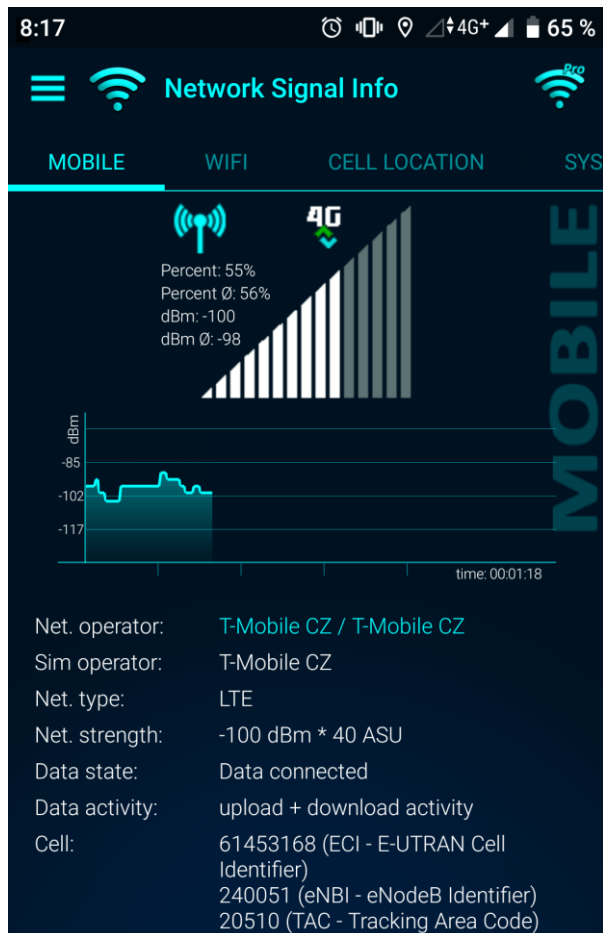 8:17 4G+ 65 %
Network Signal Info Pro
MOBILE WIFI CELL LOCATION SYS
4G
Percent: 55%
Percent Ø: 56%
dBm: -100
dBm Ø: -98
MOBILE
dBm
-85
-102
-117
time: 00:01:18
Net. operator: T-Mobile CZ / T-Mobile CZ
Sim operator: T-Mobile CZ
Net. type: LTE
Net. strength: -100 dBm * 40 ASU
Data state: Data connected
Data activity: upload + download activity
Cell: 61453168 (ECI - E-UTRAN Cell
Identifier)
240051 (eNBI - eNodeB Identifier)
20510 (TAC - Tracking Area Code)